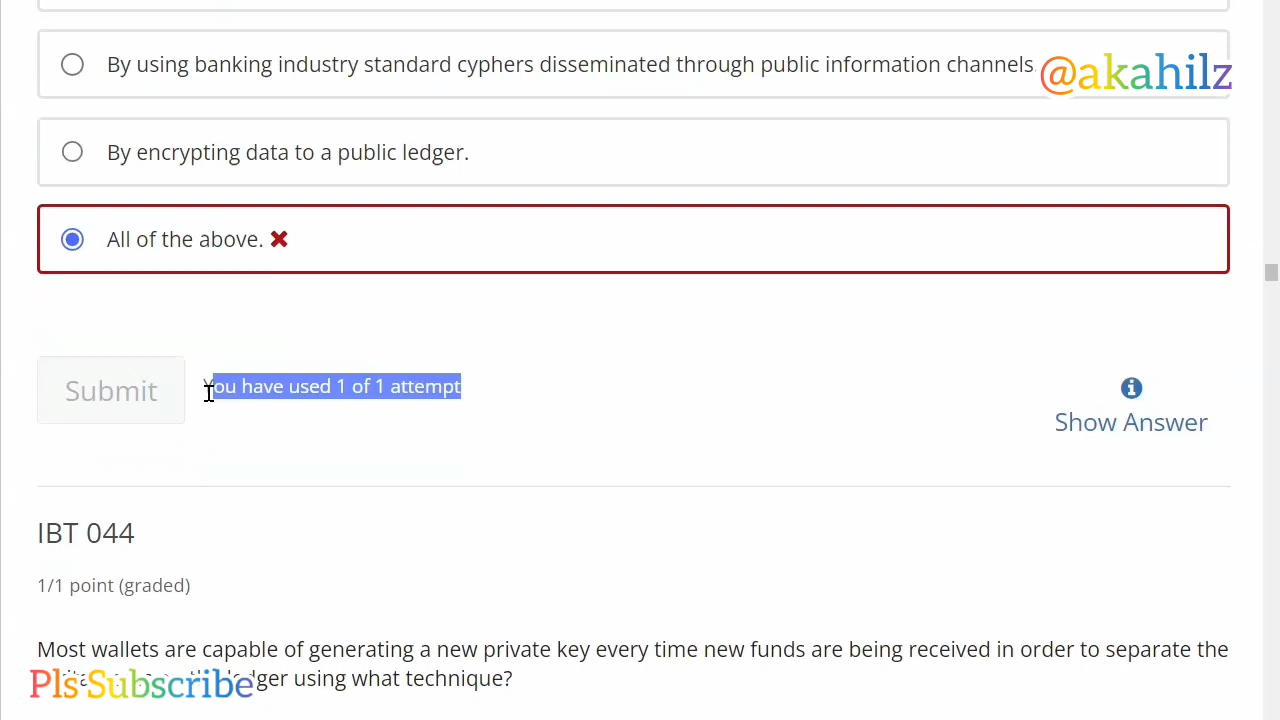 By using banking industry standard cyphers disseminated through public information channels
@akahilz
By encrypting data to a public ledger.
All of the above.
Submit
You have used 1 of 1 attempt
Show Answer
IBT 044
1/1 point (graded)
Most wallets are capable of generating a new private key every time new funds are being received in order to separate the
using what technique?
Pls Subscribe